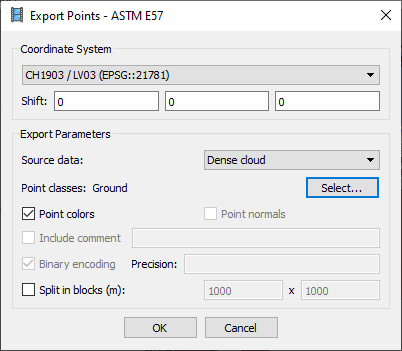 Export Points - ASTM E57
Coordinate System
CH1903 / LV03 (EPSG::21781)
Shift: 0 0 0
Export Parameters
Source data: Dense cloud
Point classes: Ground Select...
Point colors Point normals
Include comment
Binary encoding Precision:
Split in blocks (m): 1000 x 1000
OK Cancel